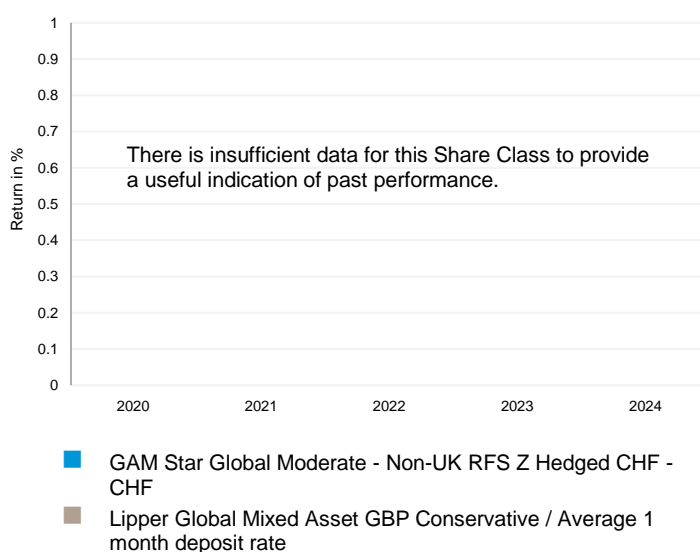 1
0.9
0.8
0.7
0.6
0.5
0.4
0.3
0.2
0.1
0
Return in %
There is insufficient data for this Share Class to provide
a useful indication of past performance.
2020 2021 2022 2023 2024
GAM Star Global Moderate - Non-UK RFS Z Hedged CHF -
CHF
Lipper Global Mixed Asset GBP Conservative / Average 1
month deposit rate